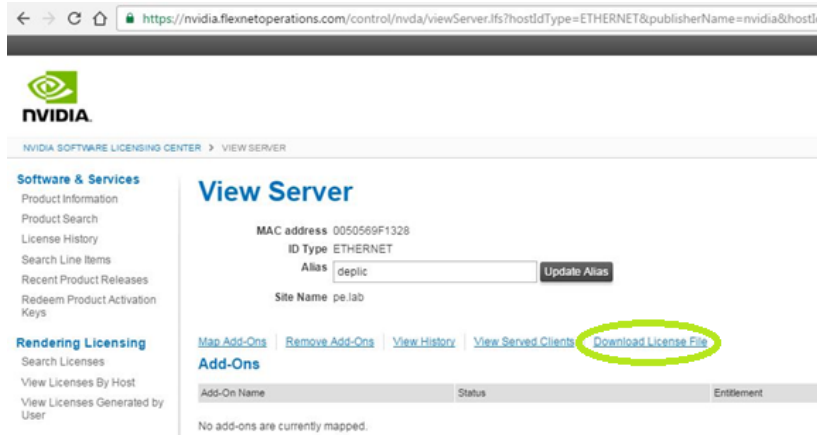 https://nvidia.flexnetoperations.com/control/nvda/viewServer.lfs?hostIdType=ETHERNET&publisherName=nvidia&hostId
NVIDIA.
NVIDIA SOFTWARE LICENSING CENTER > VIEW SERVER
Software & Services
Product Information
Product Search
License History
Search Line Items
Recent Product Releases
Redeem Product Activation
Keys
Rendering Licensing
Search Licenses
View Licenses By Host
View Licenses Generated by
User
View Server
MAC address 0050569F1328
ID Type ETHERNET
Alias deplic Update Alias
Site Name pe.lab
Map Add-Ons Remove Add-Ons View History View Served Clients Download License File
Add-Ons
Add-On Name Status Entitlement
No add-ons are currently mapped.